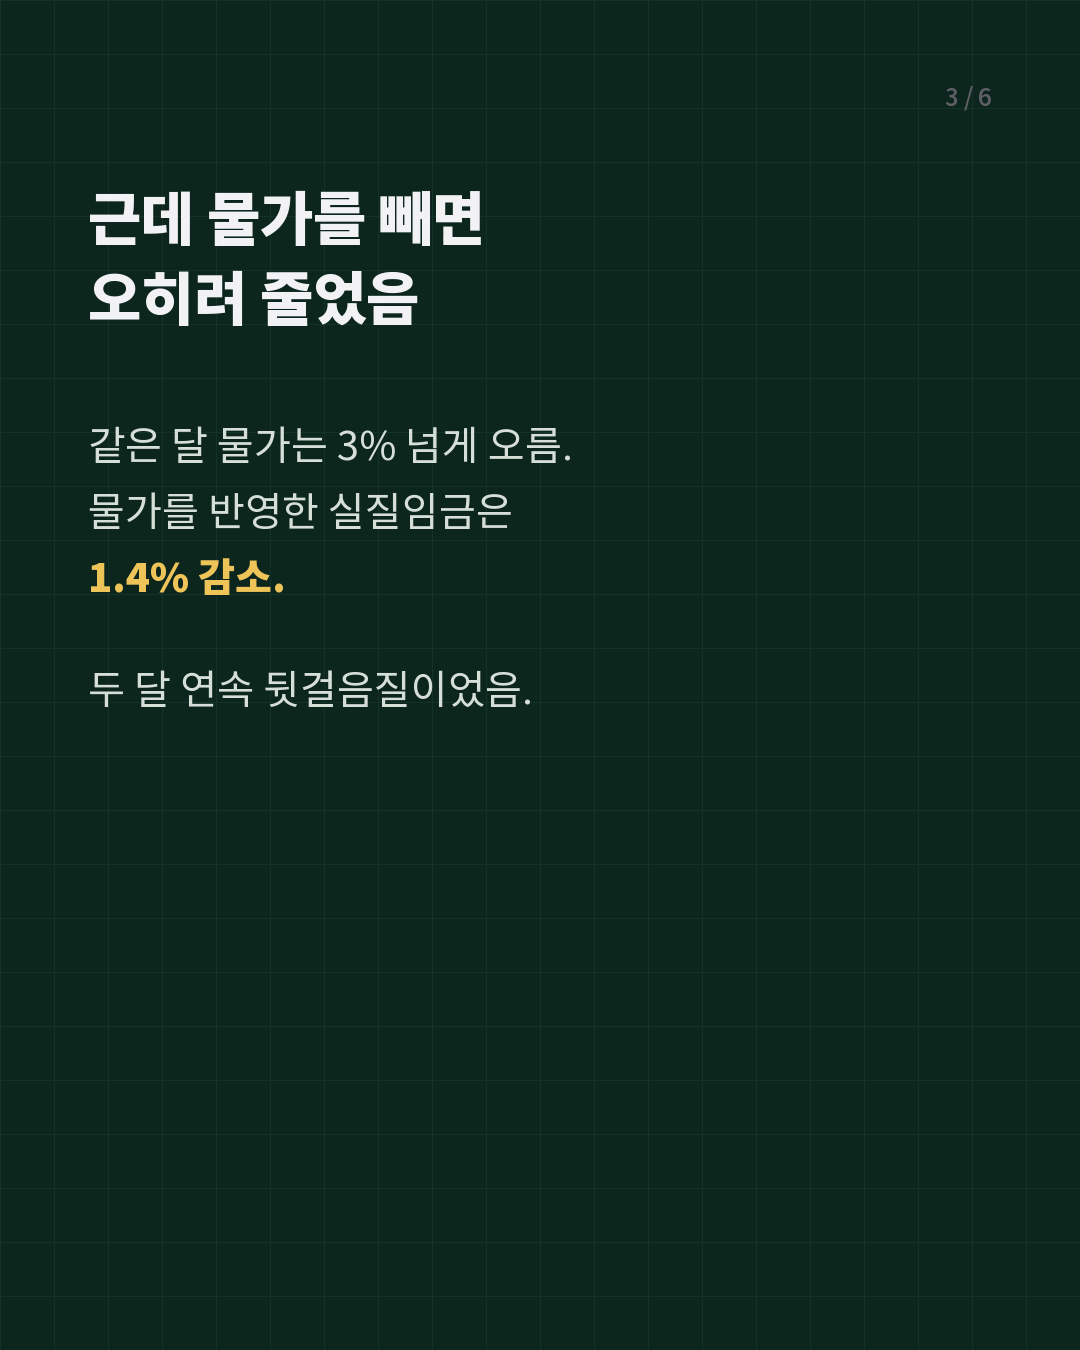 3 / 6
근데 물가를 빼면
오히려 줄었음
같은 달 물가는 3% 넘게 오름.
물가를 반영한 실질임금은
1.4% 감소.
두 달 연속 뒷걸음질이었음.